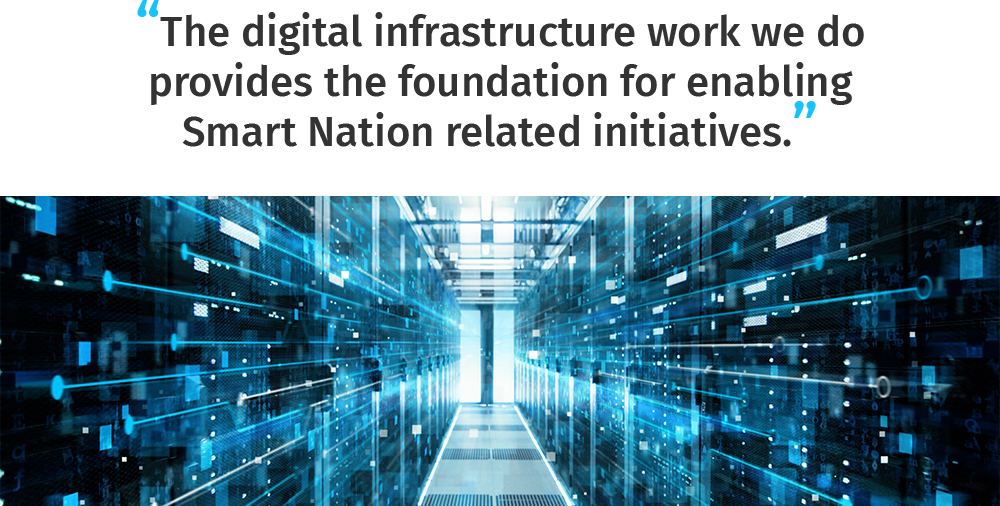 “The digital infrastructure work we do
provides the foundation for enabling
Smart Nation related initiatives.”